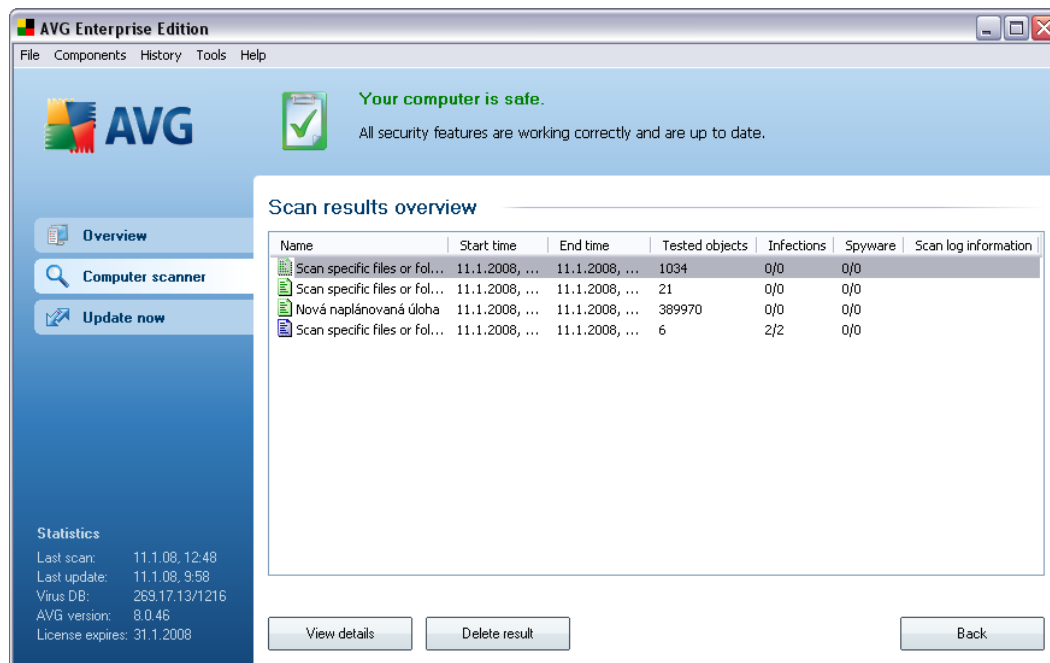 AVG Enterprise Edition
File Components History Tools Help
AVG
Your computer is safe.
All security features are working correctly and are up to date.
Overview
Computer scanner
Update now
Scan results overview
Name Start time End time Tested objects Infections Spyware Scan log information
Scan specific files or fol... 11.1.2008, ... 11.1.2008, ... 1034 0/0 0/0
Scan specific files or fol... 11.1.2008, ... 11.1.2008, ... 21 0/0 0/0
Nová naplánovaná úloha 11.1.2008, ... 11.1.2008, ... 389970 0/0 0/0
Scan specific files or fol... 11.1.2008, ... 11.1.2008, ... 6 2/2 0/0
Statistics
Last scan: 11.1.08, 12:48
Last update: 11.1.08, 9:58
Virus DB: 269.17.13/1216
AVG version: 8.0.46
License expires: 31.1.2008
View details Delete result Back